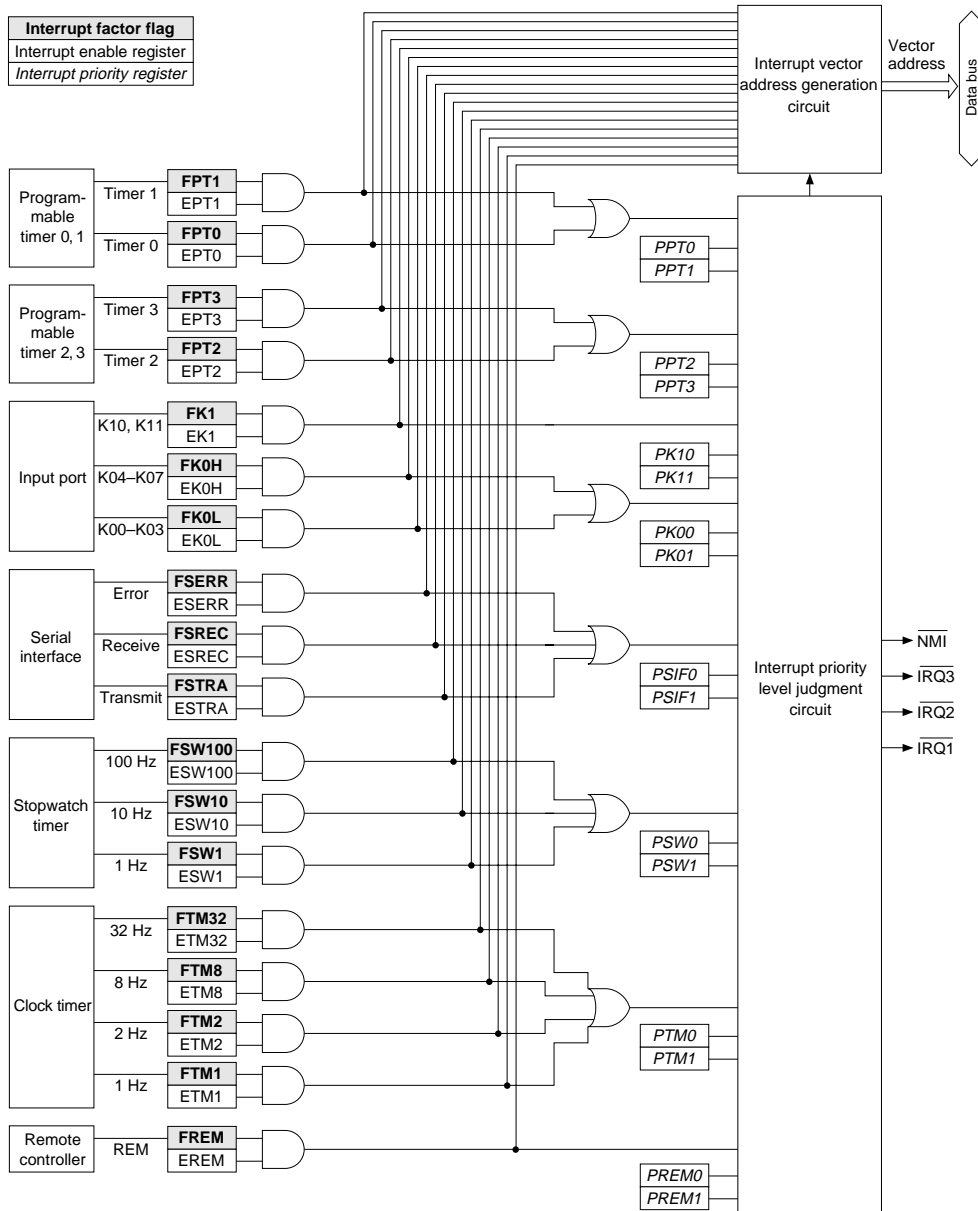 Interrupt factor flag
Interrupt enable register
Interrupt priority register
Interrupt vector
address generation
circuit
Vector
address
Data bus
Program-
mable
timer 0, 1
Timer 1
FPT1
EPT1
Timer 0
FPT0
EPT0
PPT0
PPT1
Program-
mable
timer 2, 3
Timer 3
FPT3
EPT3
Timer 2
FPT2
EPT2
PPT2
PPT3
Input port
K10, K11
FK1
EK1
PK10
PK11
K04–K07
FK0H
EK0H
K00–K03
FK0L
EK0L
PK00
PK01
Serial
interface
Error
FSERR
ESERR
Receive
FSREC
ESREC
Transmit
FSTRA
ESTRA
PSIF0
PSIF1
Interrupt priority
level judgment
circuit
NMI
IRQ3
IRQ2
IRQ1
Stopwatch
timer
100 Hz
FSW100
ESW100
10 Hz
FSW10
ESW10
1 Hz
FSW1
ESW1
PSW0
PSW1
Clock timer
32 Hz
FTM32
ETM32
8 Hz
FTM8
ETM8
2 Hz
FTM2
ETM2
1 Hz
FTM1
ETM1
PTM0
PTM1
Remote
controller
REM
FREM
EREM
PREM0
PREM1